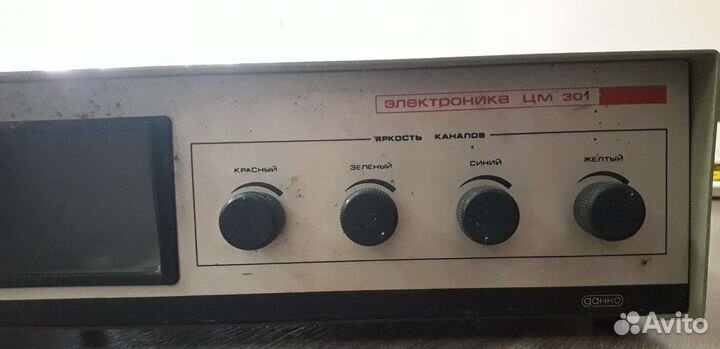 электроника цм 301
ЯРКОСТЬ КАНАЛОВ
КРАСНЫЙ ЗЕЛЕНЫЙ СИНИЙ ЖЕЛТЫЙ
данко
Avito